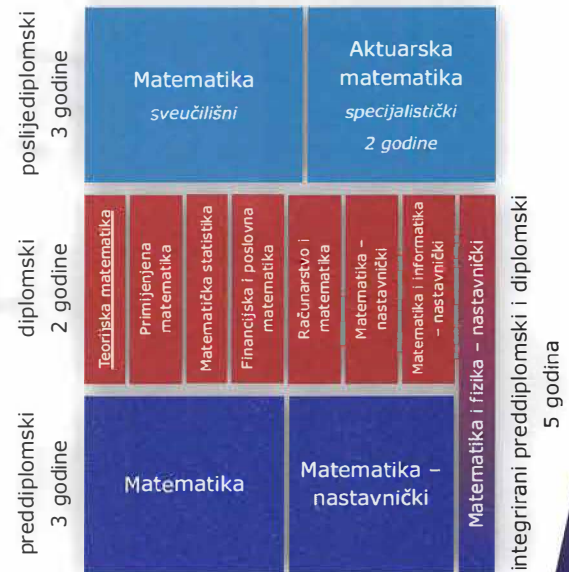 poslijediplomski
3 godine
Matematika
sveučilišni
Aktuarska
matematika
specijalistički
2 godine
diplomski
2 godine
Teorijska matematika
Primijenjena
matematika
Matematička statistika
Financijska i poslovna
matematika
Računarstvo i
matematika
Matematika –
nastavnički
Matematika i informatika
– nastavnički
Matematika i fizika – nastavnički
preddiplomski
3 godine
Matematika
Matematika –
nastavnički
integrirani preddiplomski i diplomski
5 godina